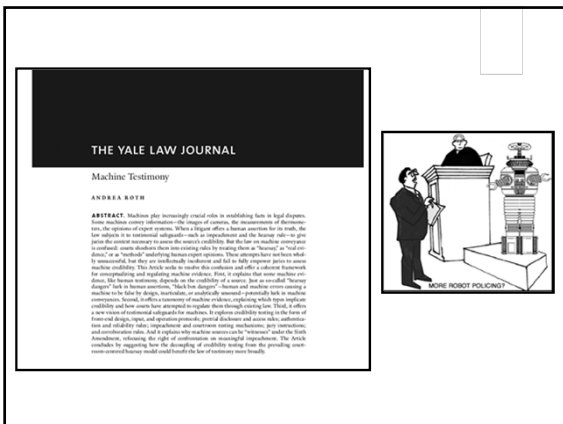 THE YALE LAW JOURNAL
Machine Testimony
ANDREA ROTH
ABSTRACT. Machines play increasingly crucial roles in establishing facts in legal disputes.
Some machines convey information—the images of cameras, the measurements of thermome-
ters, the opinions of expert systems. When a litigant offers a human assertion for its truth, the
law subjects it to testimonial safeguards—such as impeachment and the hearsay rule—to give
juries the context necessary to assess the source's credibility. But the law on machine conveyance
is confused; courts shoehorn them into existing rules by treating them as "hearsay," as "real evi-
dence," or as "methods" underlying human expert opinions. These attempts have not been whol-
ly unsuccessful, but they are intellectually incoherent and fail to fully empower juries to assess
machine credibility. This Article seeks to resolve this confusion and offer a coherent framework
for conceptualizing and regulating machine evidence. First, it explains that some machine evi-
dence, like human testimony, depends on the credibility of a source. Just as so-called "hearsay
dangers" lurk in human assertions, "black box dangers"—human and machine errors causing a
machine to be false by design, inarticulate, or analytically unsound—potentially lurk in machine
conveyances. Second, it offers a taxonomy of machine evidence, explaining which types implicate
credibility and how courts have attempted to regulate them through existing law. Third, it offers
a new vision of testimonial safeguards for machines. It explores credibility testing in the form of
front-end design, input, and operation protocols; pretrial disclosure and access rules; authentica-
tion and reliability rules; impeachment and courtroom testing mechanisms; jury instructions;
and corroboration rules. And it explains why machine sources can be "witnesses" under the Sixth
Amendment, refocusing the right of confrontation on meaningful impeachment. The Article
concludes by suggesting how the decoupling of credibility testing from the prevailing court-
room-centered hearsay model could benefit the law of testimony more broadly.
MORE ROBOT POLICING?